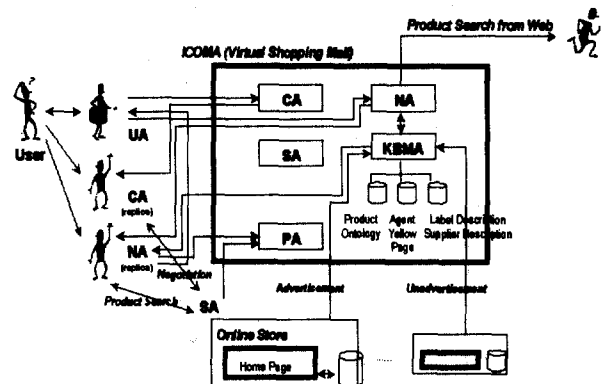 Product Search from Web
ICOMA (Virtual Shopping Mall)
CA
NA
UA
User
KBMA
SA
CA
(replica)
Product
Ontology
Agent
Yellow
Page
Label Description
Supplier Description
PA
NA
(replica)
Negotiation
Product Search
SA
Advertisement
Unadvertisement
Online Store
Home Page